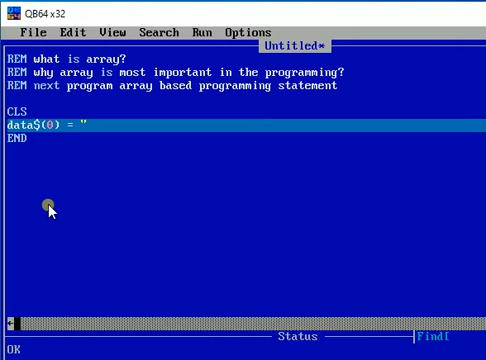 QB64 x32
File Edit View Search Run Options
Untitled*
REM what is array?
REM why array is most important in the programming?
REM next program array based programming statement
CLS
data$(0) = "
END
Status
Find[
OK